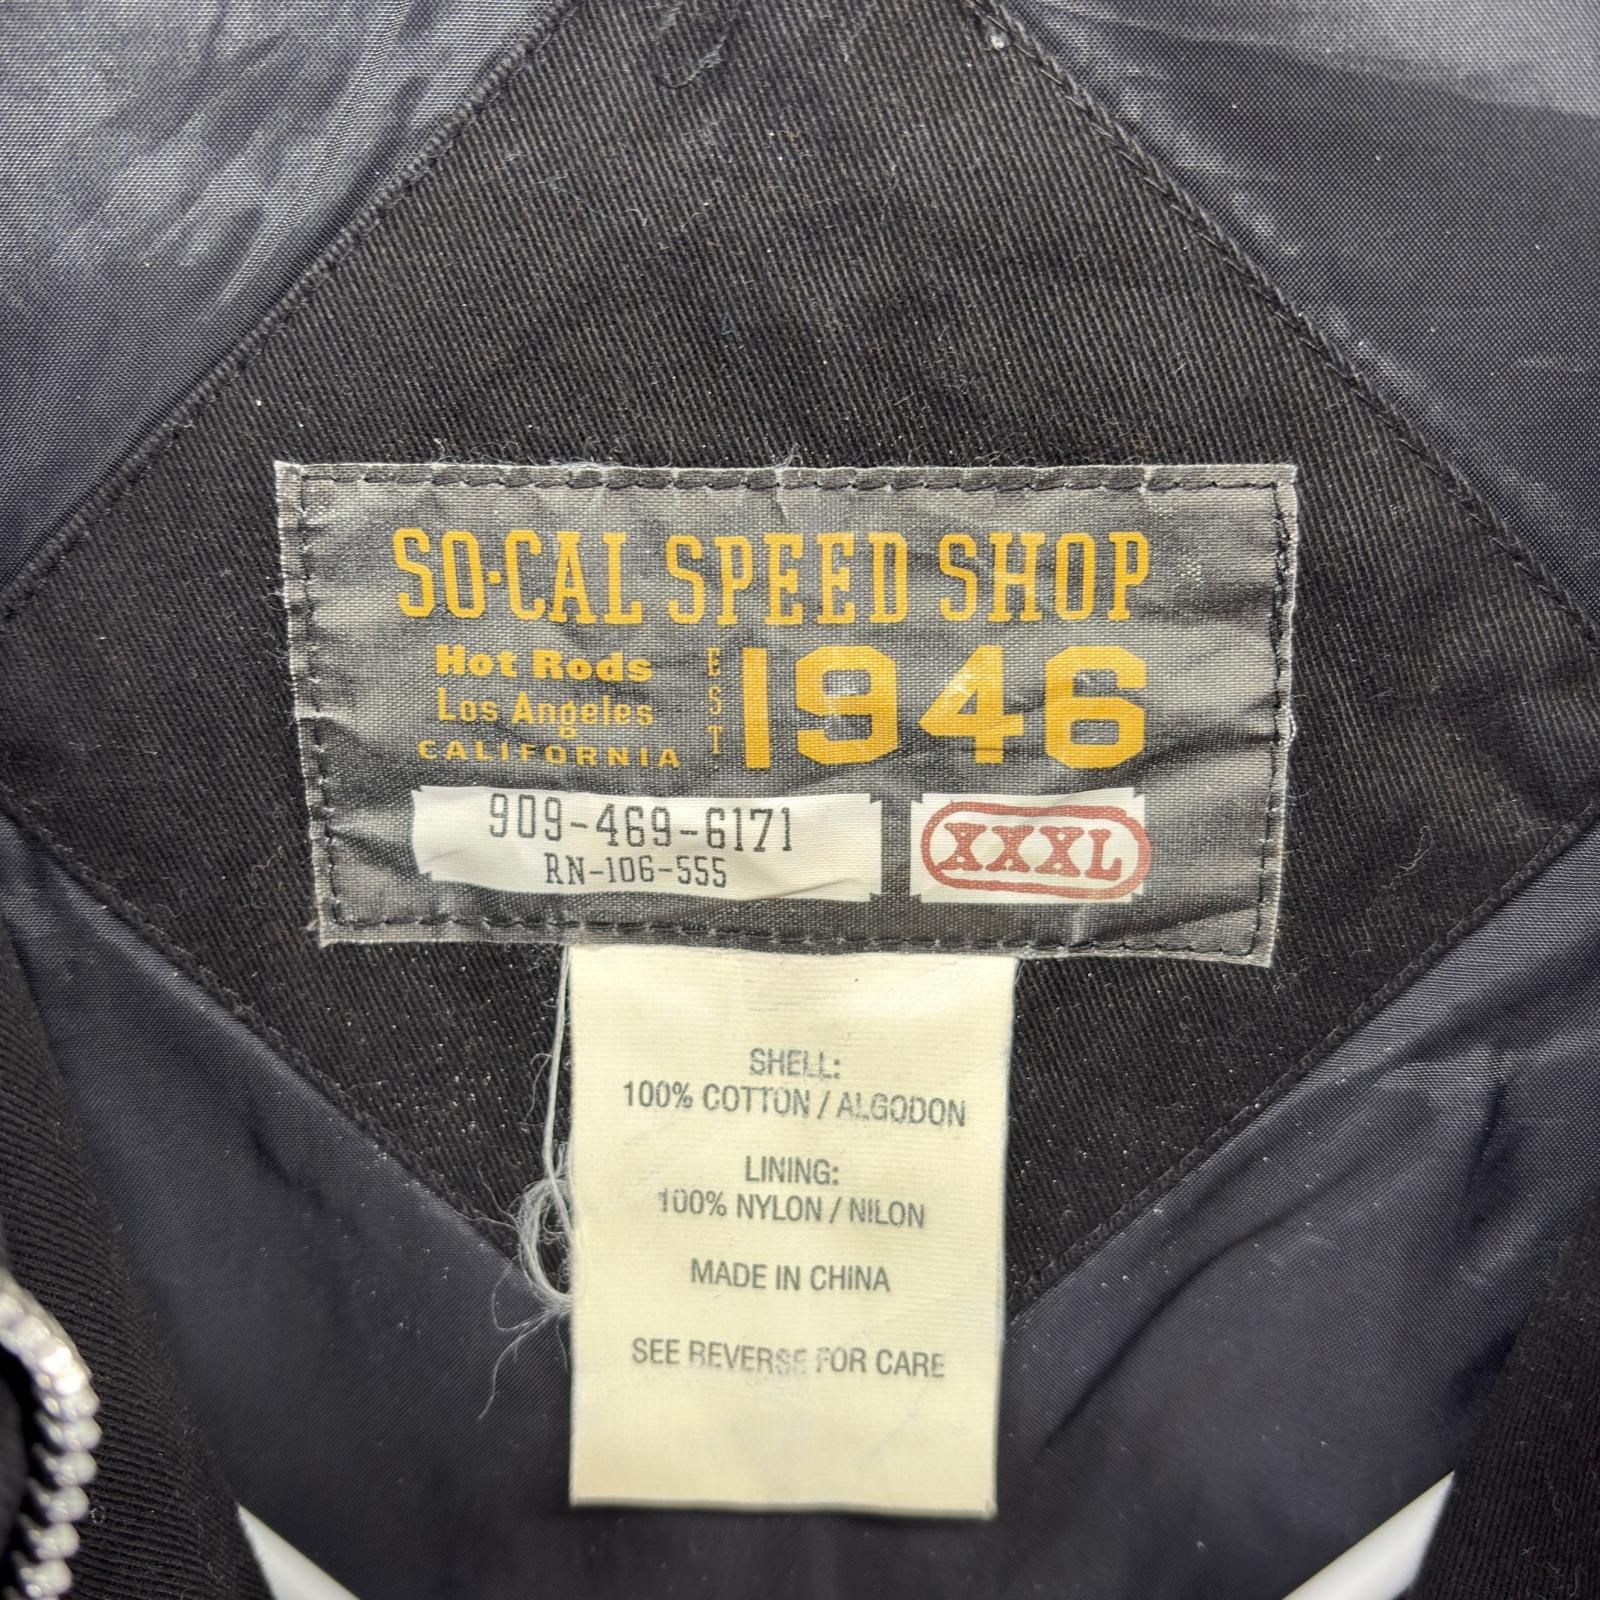 SO·CAL SPEED SHOP
Hot Rods
Los Angeles
B
CALIFORNIA
EST.
1946
909-469-6171
RN-106-555
XXXL
SHELL:
100% COTTON / ALGODON
LINING:
100% NYLON / NILON
MADE IN CHINA
SEE REVERSE FOR CARE